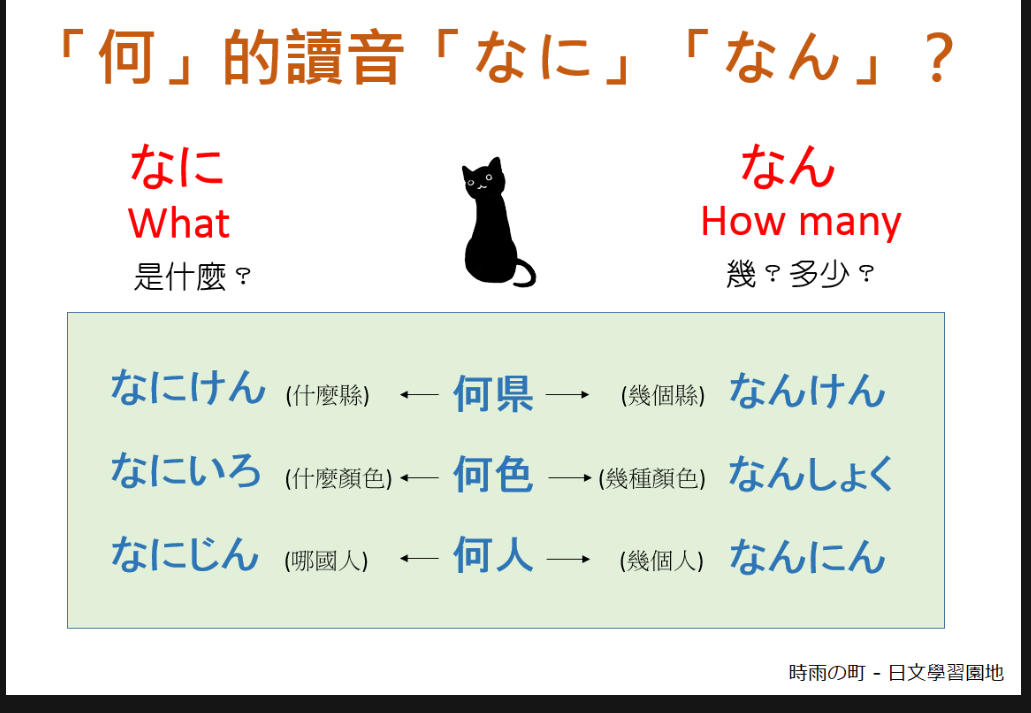 「何」的讀音「なに」「なん」？
なに
What
是什麼？
なん
How many
幾？多少？
なにけん (什麼縣) ← 何県 → (幾個縣) なんけん
なにいろ (什麼顏色) ← 何色 → (幾種顏色) なんしょく
なにじん (哪國人) ← 何人 → (幾個人) なんにん
時雨の町 - 日文學習園地